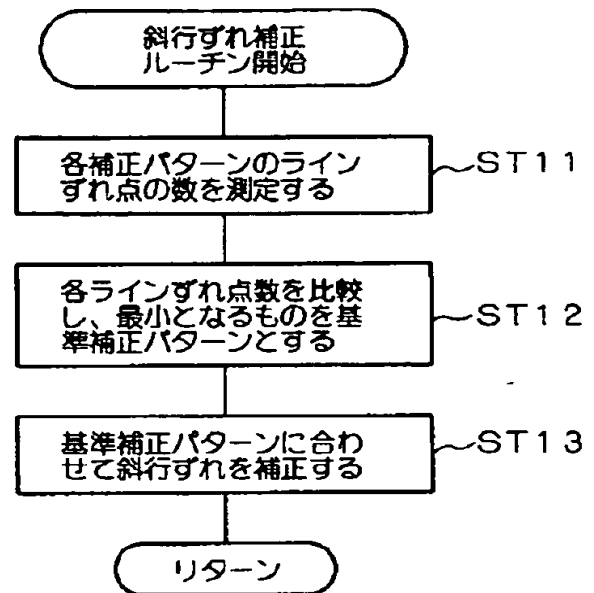 斜行ずれ補正
ルーチン開始
各補正パターンのライン
ずれ点の数を測定する
ST11
各ラインずれ点数を比較
し、最小となるものを基
準補正パターンとする
ST12
基準補正パターンに合わ
せて斜行ずれを補正する
ST13
リターン